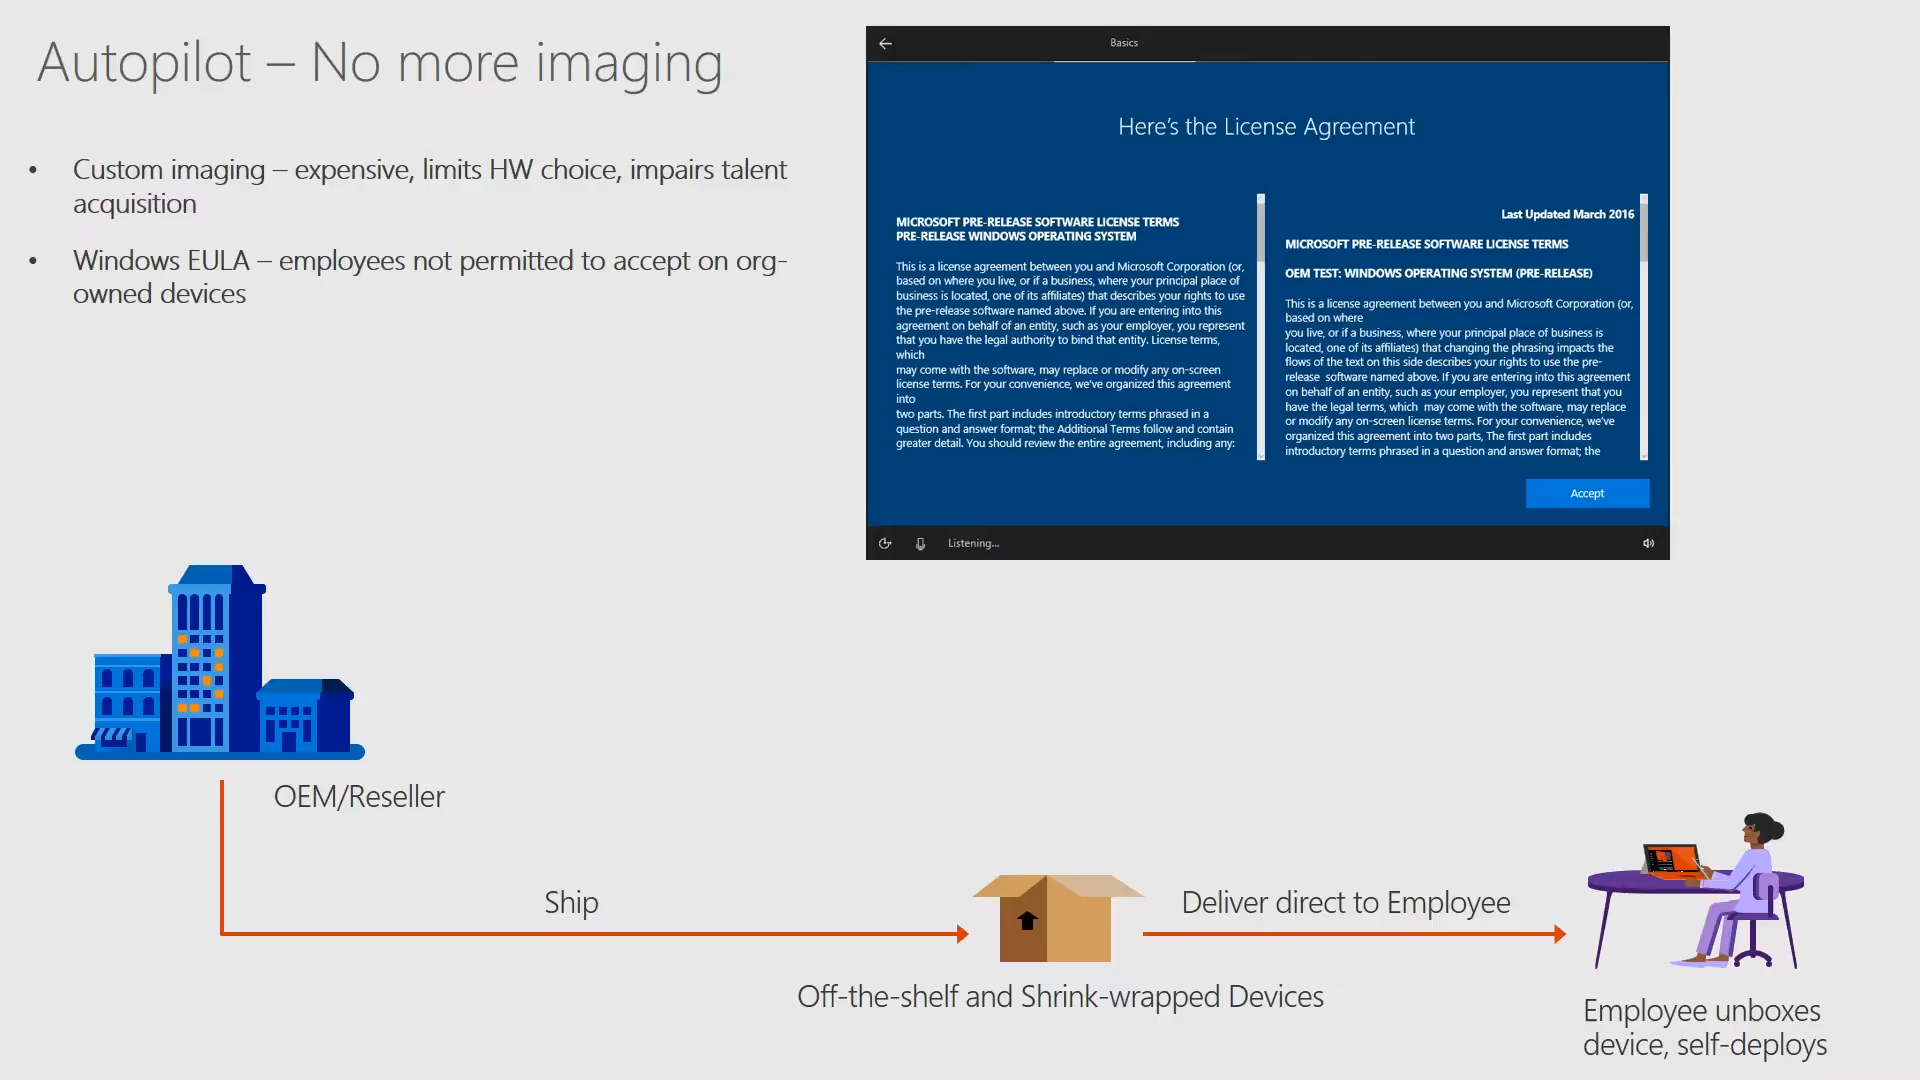 Autopilot – No more imaging
• Custom imaging – expensive, limits HW choice, impairs talent
acquisition
• Windows EULA – employees not permitted to accept on org-
owned devices
Basics
Here's the License Agreement
MICROSOFT PRE-RELEASE SOFTWARE LICENSE TERMS
PRE-RELEASE WINDOWS OPERATING SYSTEM
This is a license agreement between you and Microsoft Corporation (or,
based on where you live, or if a business, where your principal place of
business is located, one of its affiliates) that describes your rights to use
the pre-release software named above. If you are entering into this
agreement on behalf of an entity, such as your employer, you represent
that you have the legal authority to bind that entity. License terms,
which
may come with the software, may replace or modify any on-screen
license terms. For your convenience, we've organized this agreement
into
two parts. The first part includes introductory terms phrased in a
question and answer format; the Additional Terms follow and contain
greater detail. You should review the entire agreement, including any:
Last Updated March 2016
MICROSOFT PRE-RELEASE SOFTWARE LICENSE TERMS
OEM TEST: WINDOWS OPERATING SYSTEM (PRE-RELEASE)
This is a license agreement between you and Microsoft Corporation (or,
based on where
you live, or if a business, where your principal place of business is
located, one of its affiliates) that changing the phrasing impacts the
flows of the text on this side describes your rights to use the pre-
release software named above. If you are entering into this agreement
on behalf of an entity, such as your employer, you represent that you
have the legal terms, which may come with the software, may replace
or modify any on-screen license terms. For your convenience, we've
organized this agreement into two parts, The first part includes
introductory terms phrased in a question and answer format; the
Accept
Listening...
OEM/Reseller
Ship
Deliver direct to Employee
Off-the-shelf and Shrink-wrapped Devices
Employee unboxes
device, self-deploys